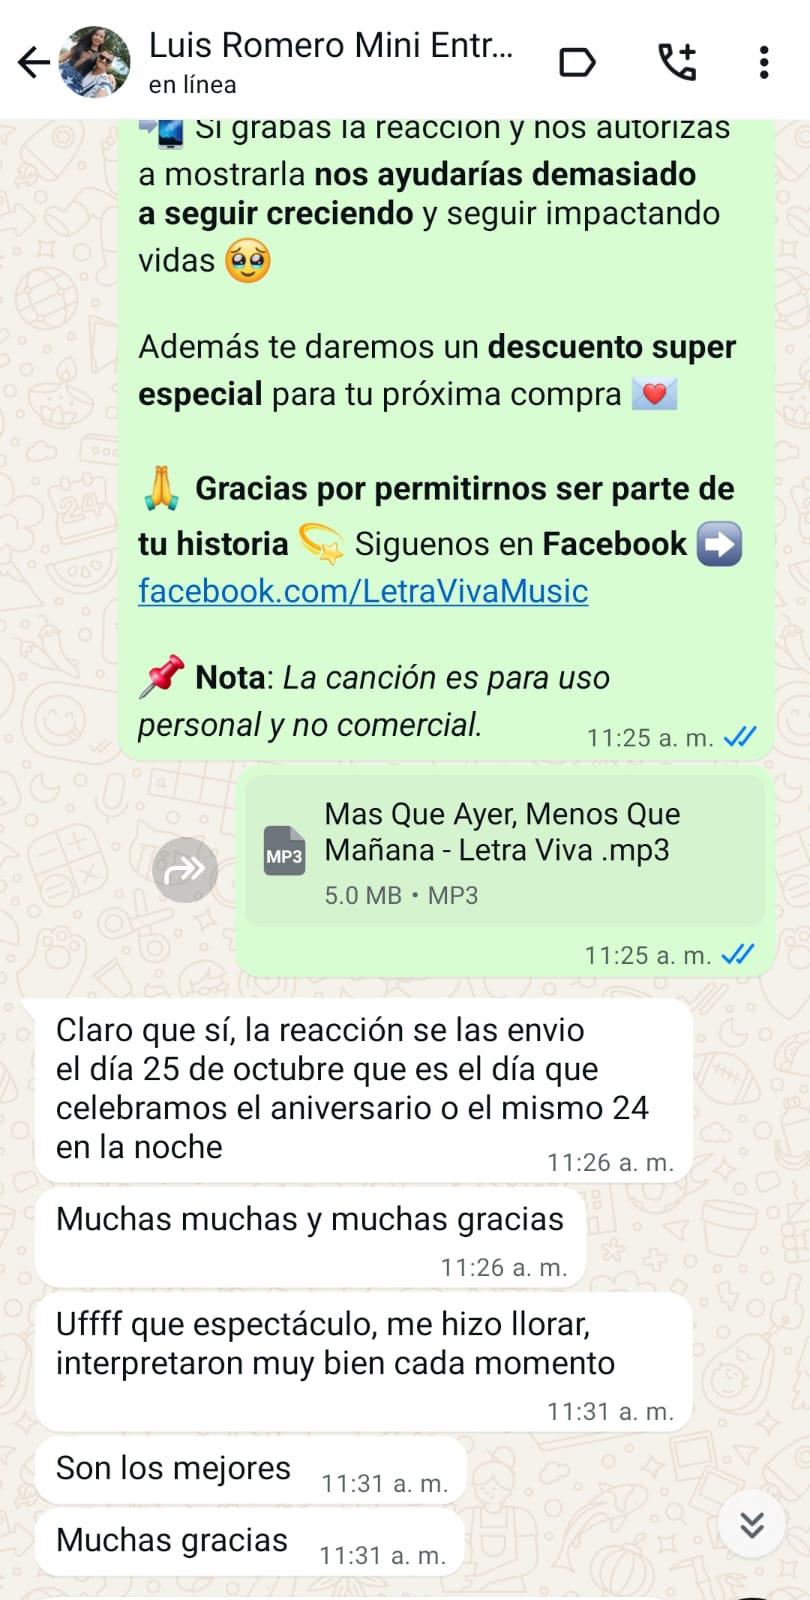 Luis Romero Mini Entr...
en línea
Si grabas la reacción y nos autorizas
a mostrarla nos ayudarías demasiado
a seguir creciendo y seguir impactando
vidas 🥹
Además te daremos un descuento super
especial para tu próxima compra 💌
🙏 Gracias por permitirnos ser parte de
tu historia 💫 Siguenos en Facebook ➡️
facebook.com/LetraVivaMusic
📌 Nota: La canción es para uso
personal y no comercial.
11:25 a. m.
Mas Que Ayer, Menos Que
MP3
Mañana - Letra Viva .mp3
5.0 MB • MP3
11:25 a. m.
Claro que sí, la reacción se las envio
el día 25 de octubre que es el día que
celebramos el aniversario o el mismo 24
en la noche
11:26 a. m.
Muchas muchas y muchas gracias
11:26 a. m.
Uffff que espectáculo, me hizo llorar,
interpretaron muy bien cada momento
11:31 a. m.
Son los mejores
11:31 a. m.
Muchas gracias
11:31 a. m.